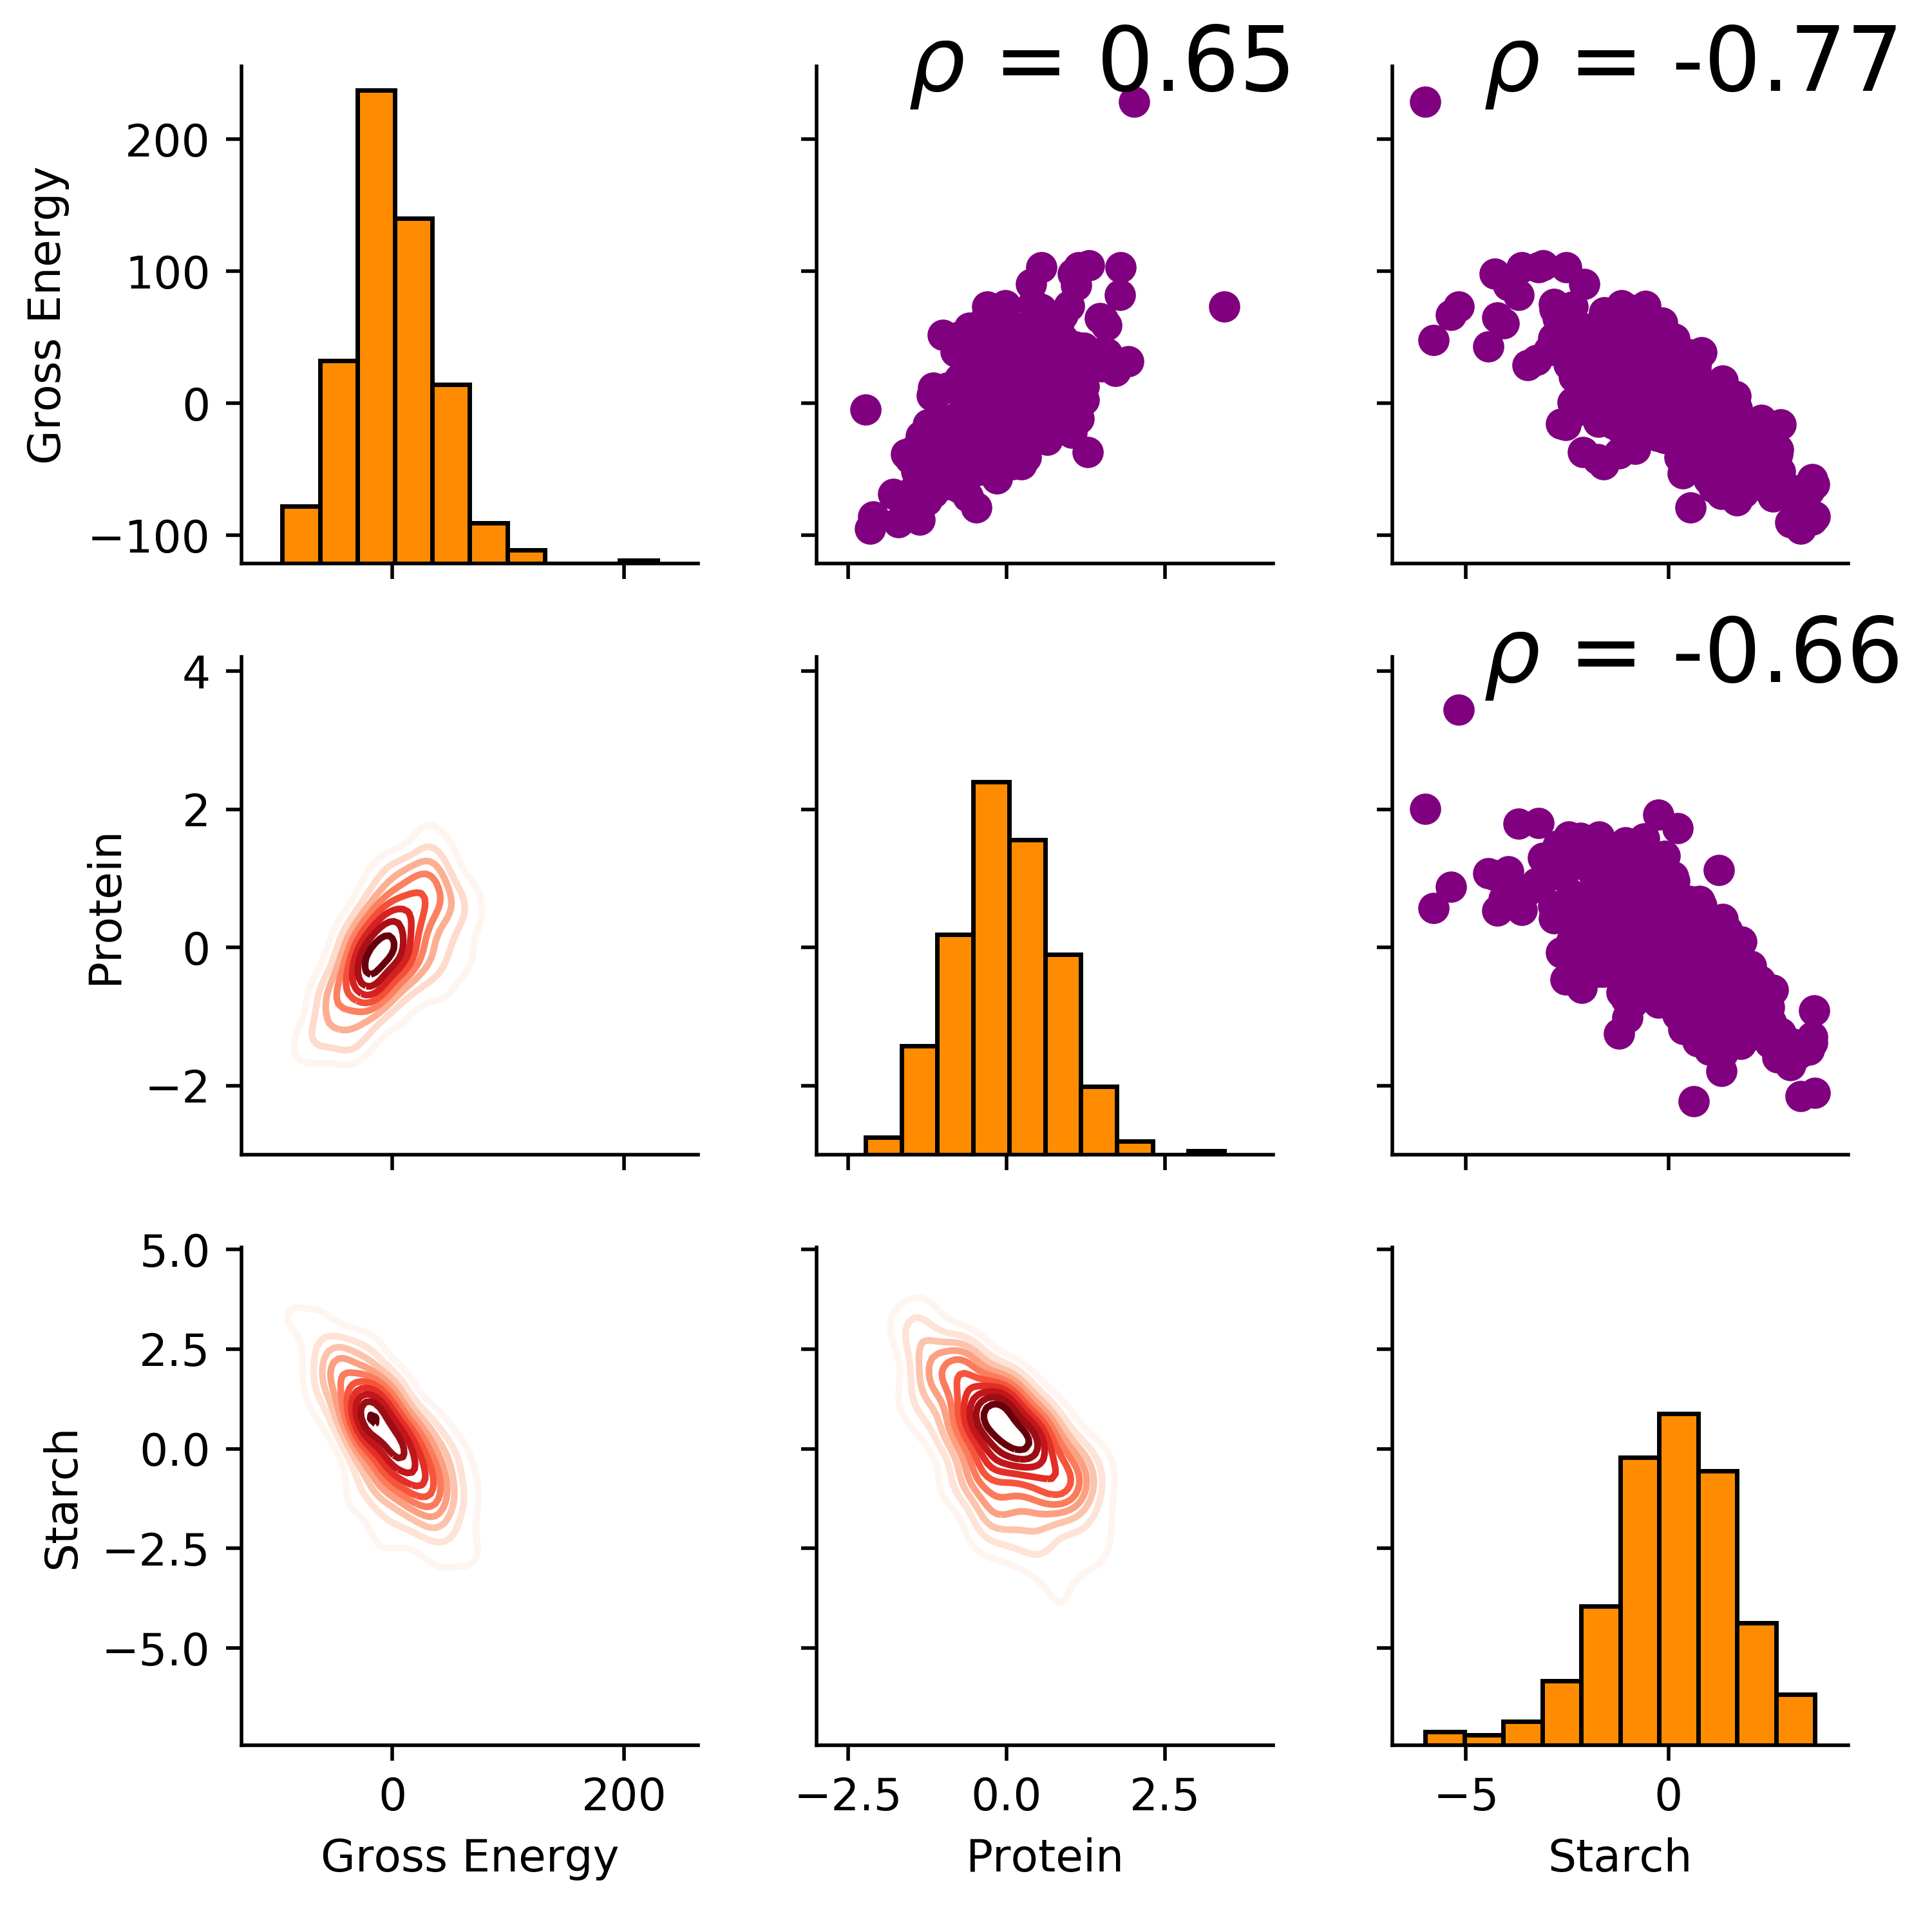 ρ = 0.65
ρ = -0.77
Gross Energy
200
100
0
−100
ρ = -0.66
Protein
4
2
0
−2
Starch
5.0
2.5
0.0
−2.5
−5.0
0
200
−2.5
0.0
2.5
−5
0
Gross Energy
Protein
Starch